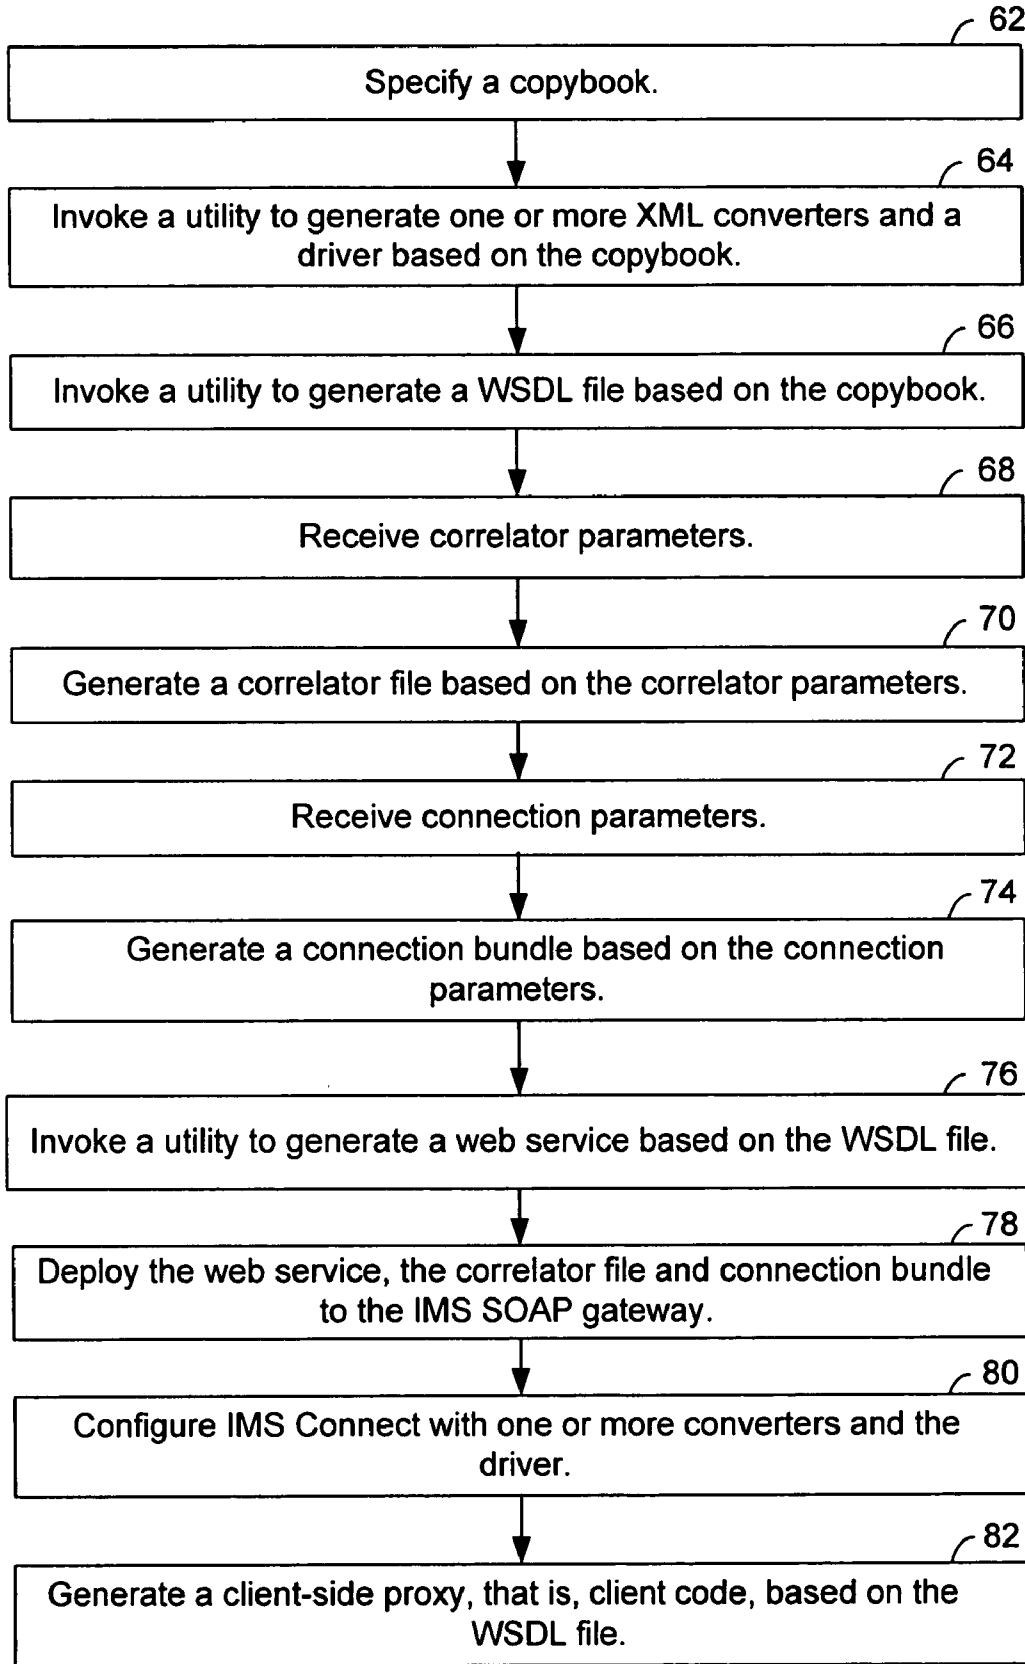 62
Specify a copybook.
64
Invoke a utility to generate one or more XML converters and a
driver based on the copybook.
66
Invoke a utility to generate a WSDL file based on the copybook.
68
Receive correlator parameters.
70
Generate a correlator file based on the correlator parameters.
72
Receive connection parameters.
74
Generate a connection bundle based on the connection
parameters.
76
Invoke a utility to generate a web service based on the WSDL file.
78
Deploy the web service, the correlator file and connection bundle
to the IMS SOAP gateway.
80
Configure IMS Connect with one or more converters and the
driver.
82
Generate a client-side proxy, that is, client code, based on the
WSDL file.